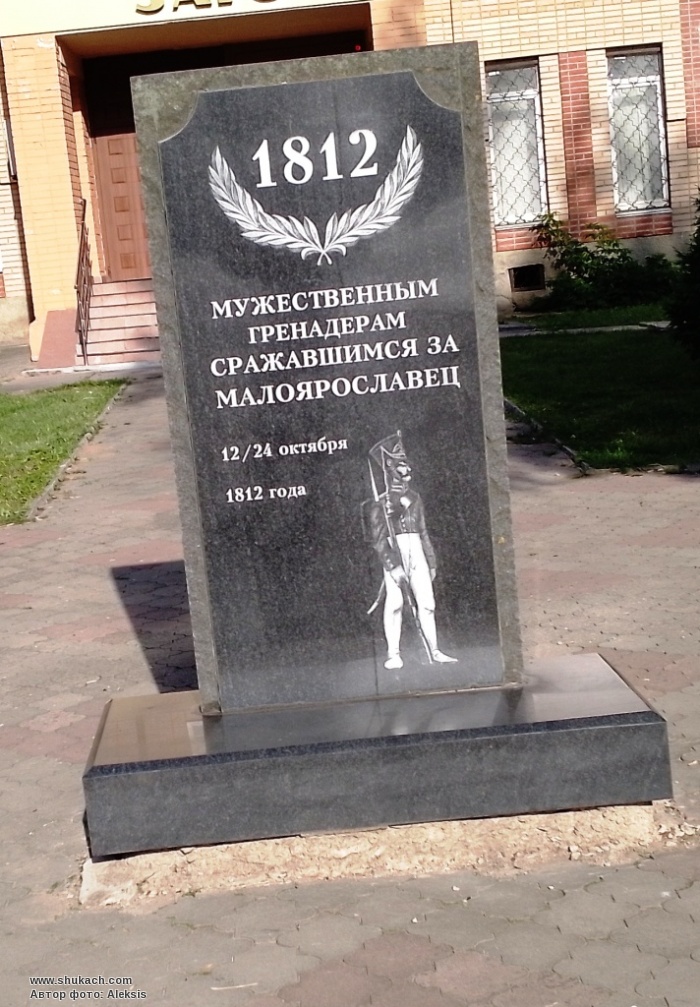 1812
МУЖЕСТВЕННЫМ
ГРЕНАДЕРАМ
СРАЖАВШИМСЯ ЗА
МАЛОЯРОСЛАВЕЦ
12/24 октября
1812 года
www.shukach.com
Автор фото: Aleksis